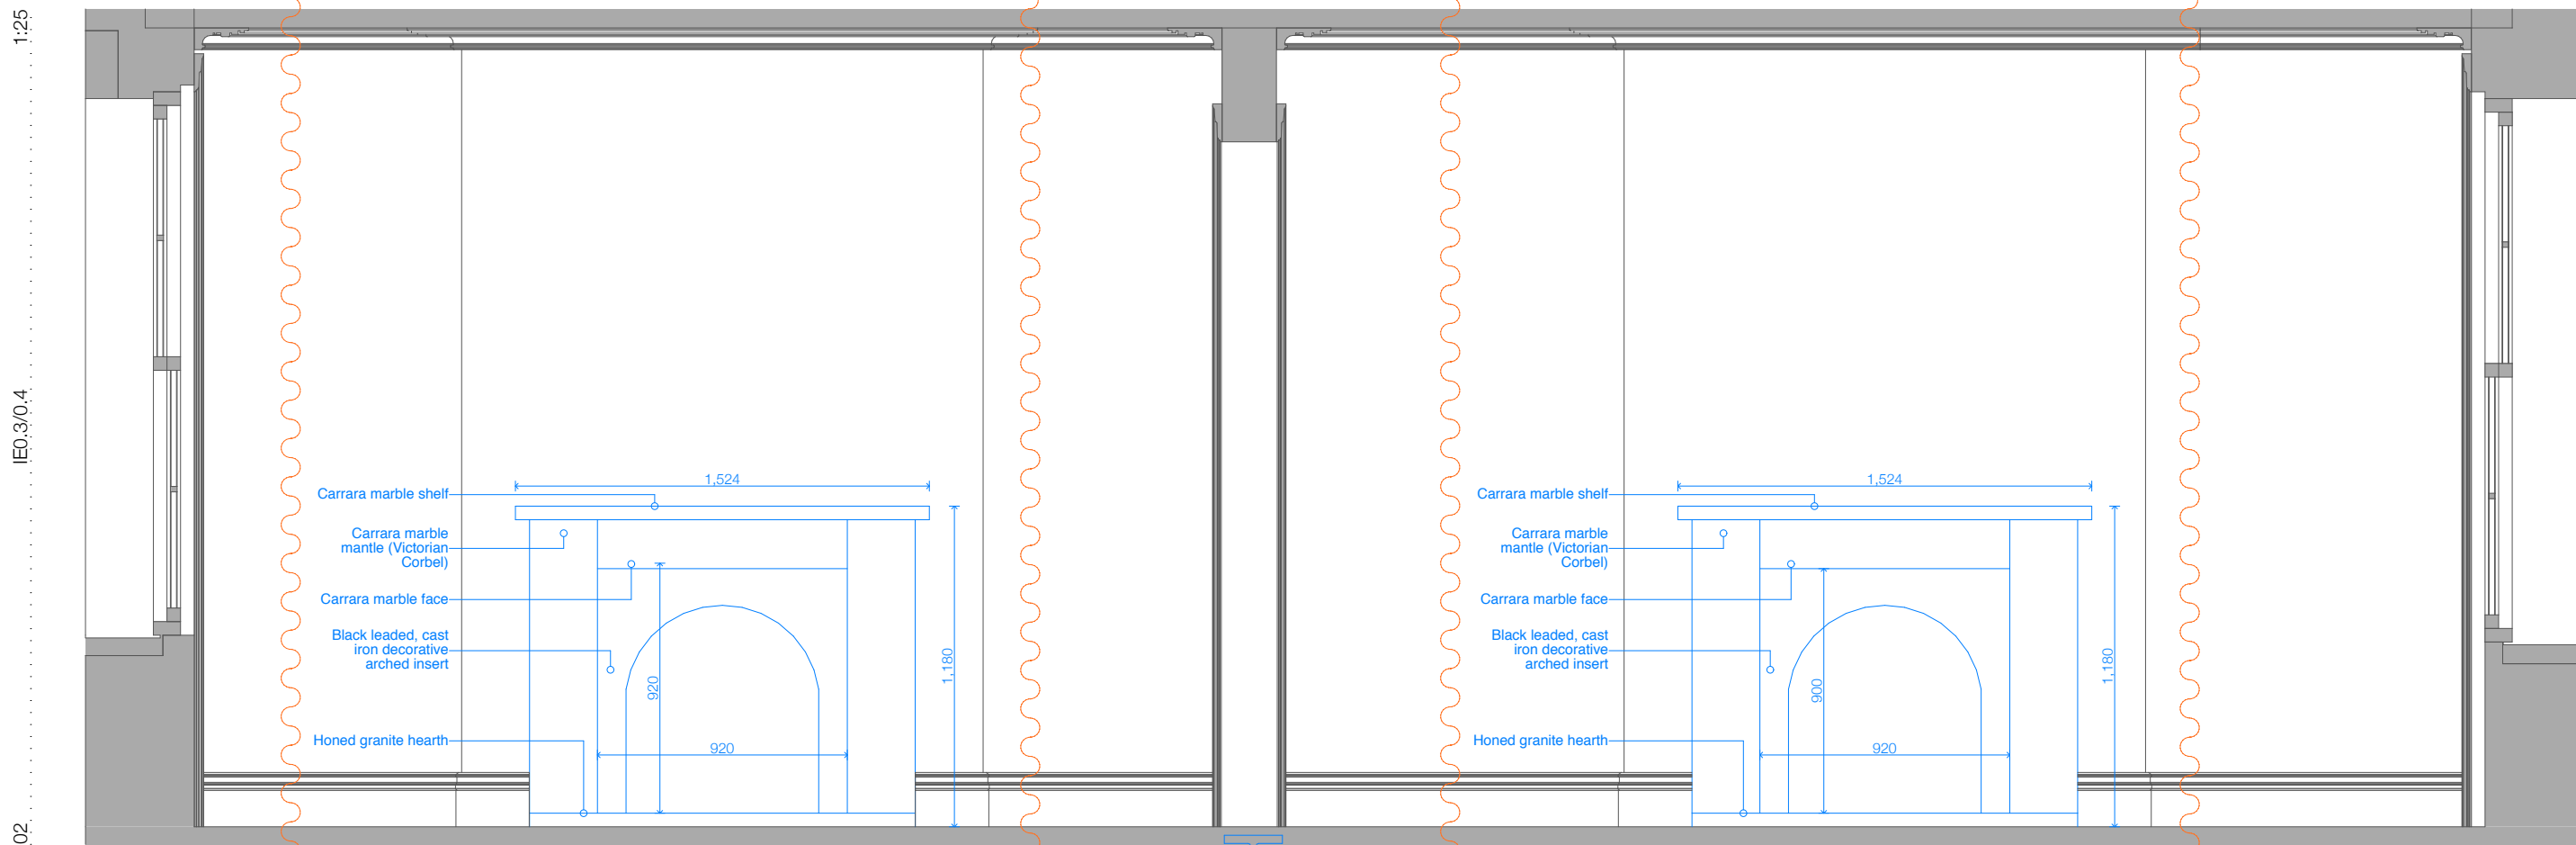 1:25
IE0.3/0.4
02
1,524
Carrara marble shelf
Carrara marble
mantle (Victorian
Corbel)
Carrara marble face
Black leaded, cast
iron decorative
arched insert
Honed granite hearth
920
920
1,180
1,524
Carrara marble shelf
Carrara marble
mantle (Victorian
Corbel)
Carrara marble face
Black leaded, cast
iron decorative
arched insert
Honed granite hearth
900
920
1,180